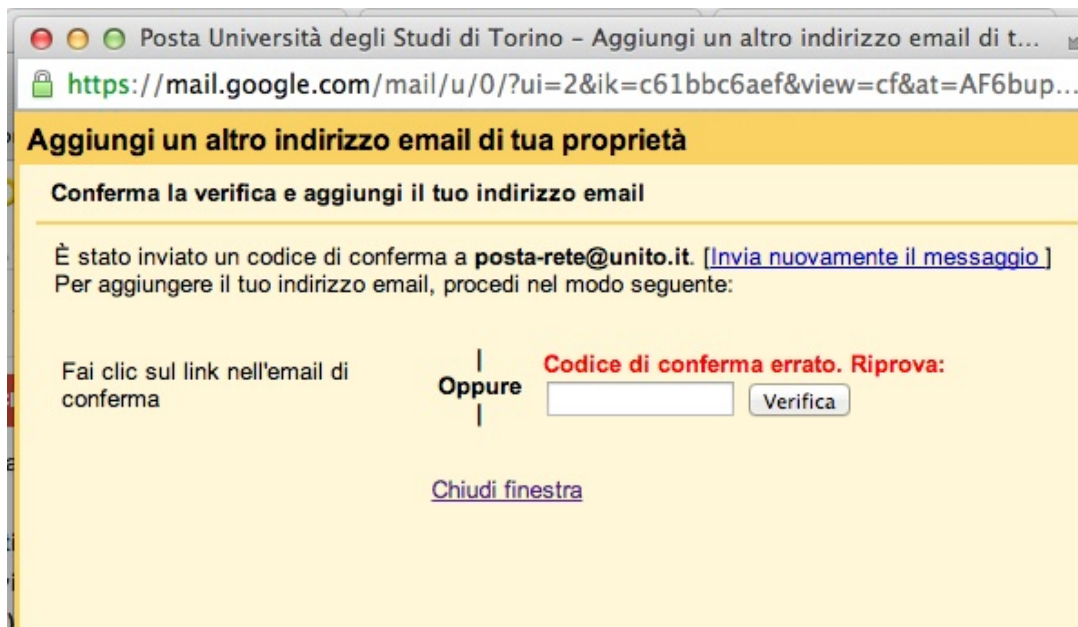 Posta Università degli Studi di Torino – Aggiungi un altro indirizzo email di t...
https://mail.google.com/mail/u/0/?ui=2&ik=c61bbc6aef&view=cf&at=AF6bup...
Aggiungi un altro indirizzo email di tua proprietà
Conferma la verifica e aggiungi il tuo indirizzo email
È stato inviato un codice di conferma a posta-rete@unito.it. [Invia nuovamente il messaggio ]
Per aggiungere il tuo indirizzo email, procedi nel modo seguente:
Fai clic sul link nell'email di
conferma
|
Oppure
|
Codice di conferma errato. Riprova:
Verifica
Chiudi finestra